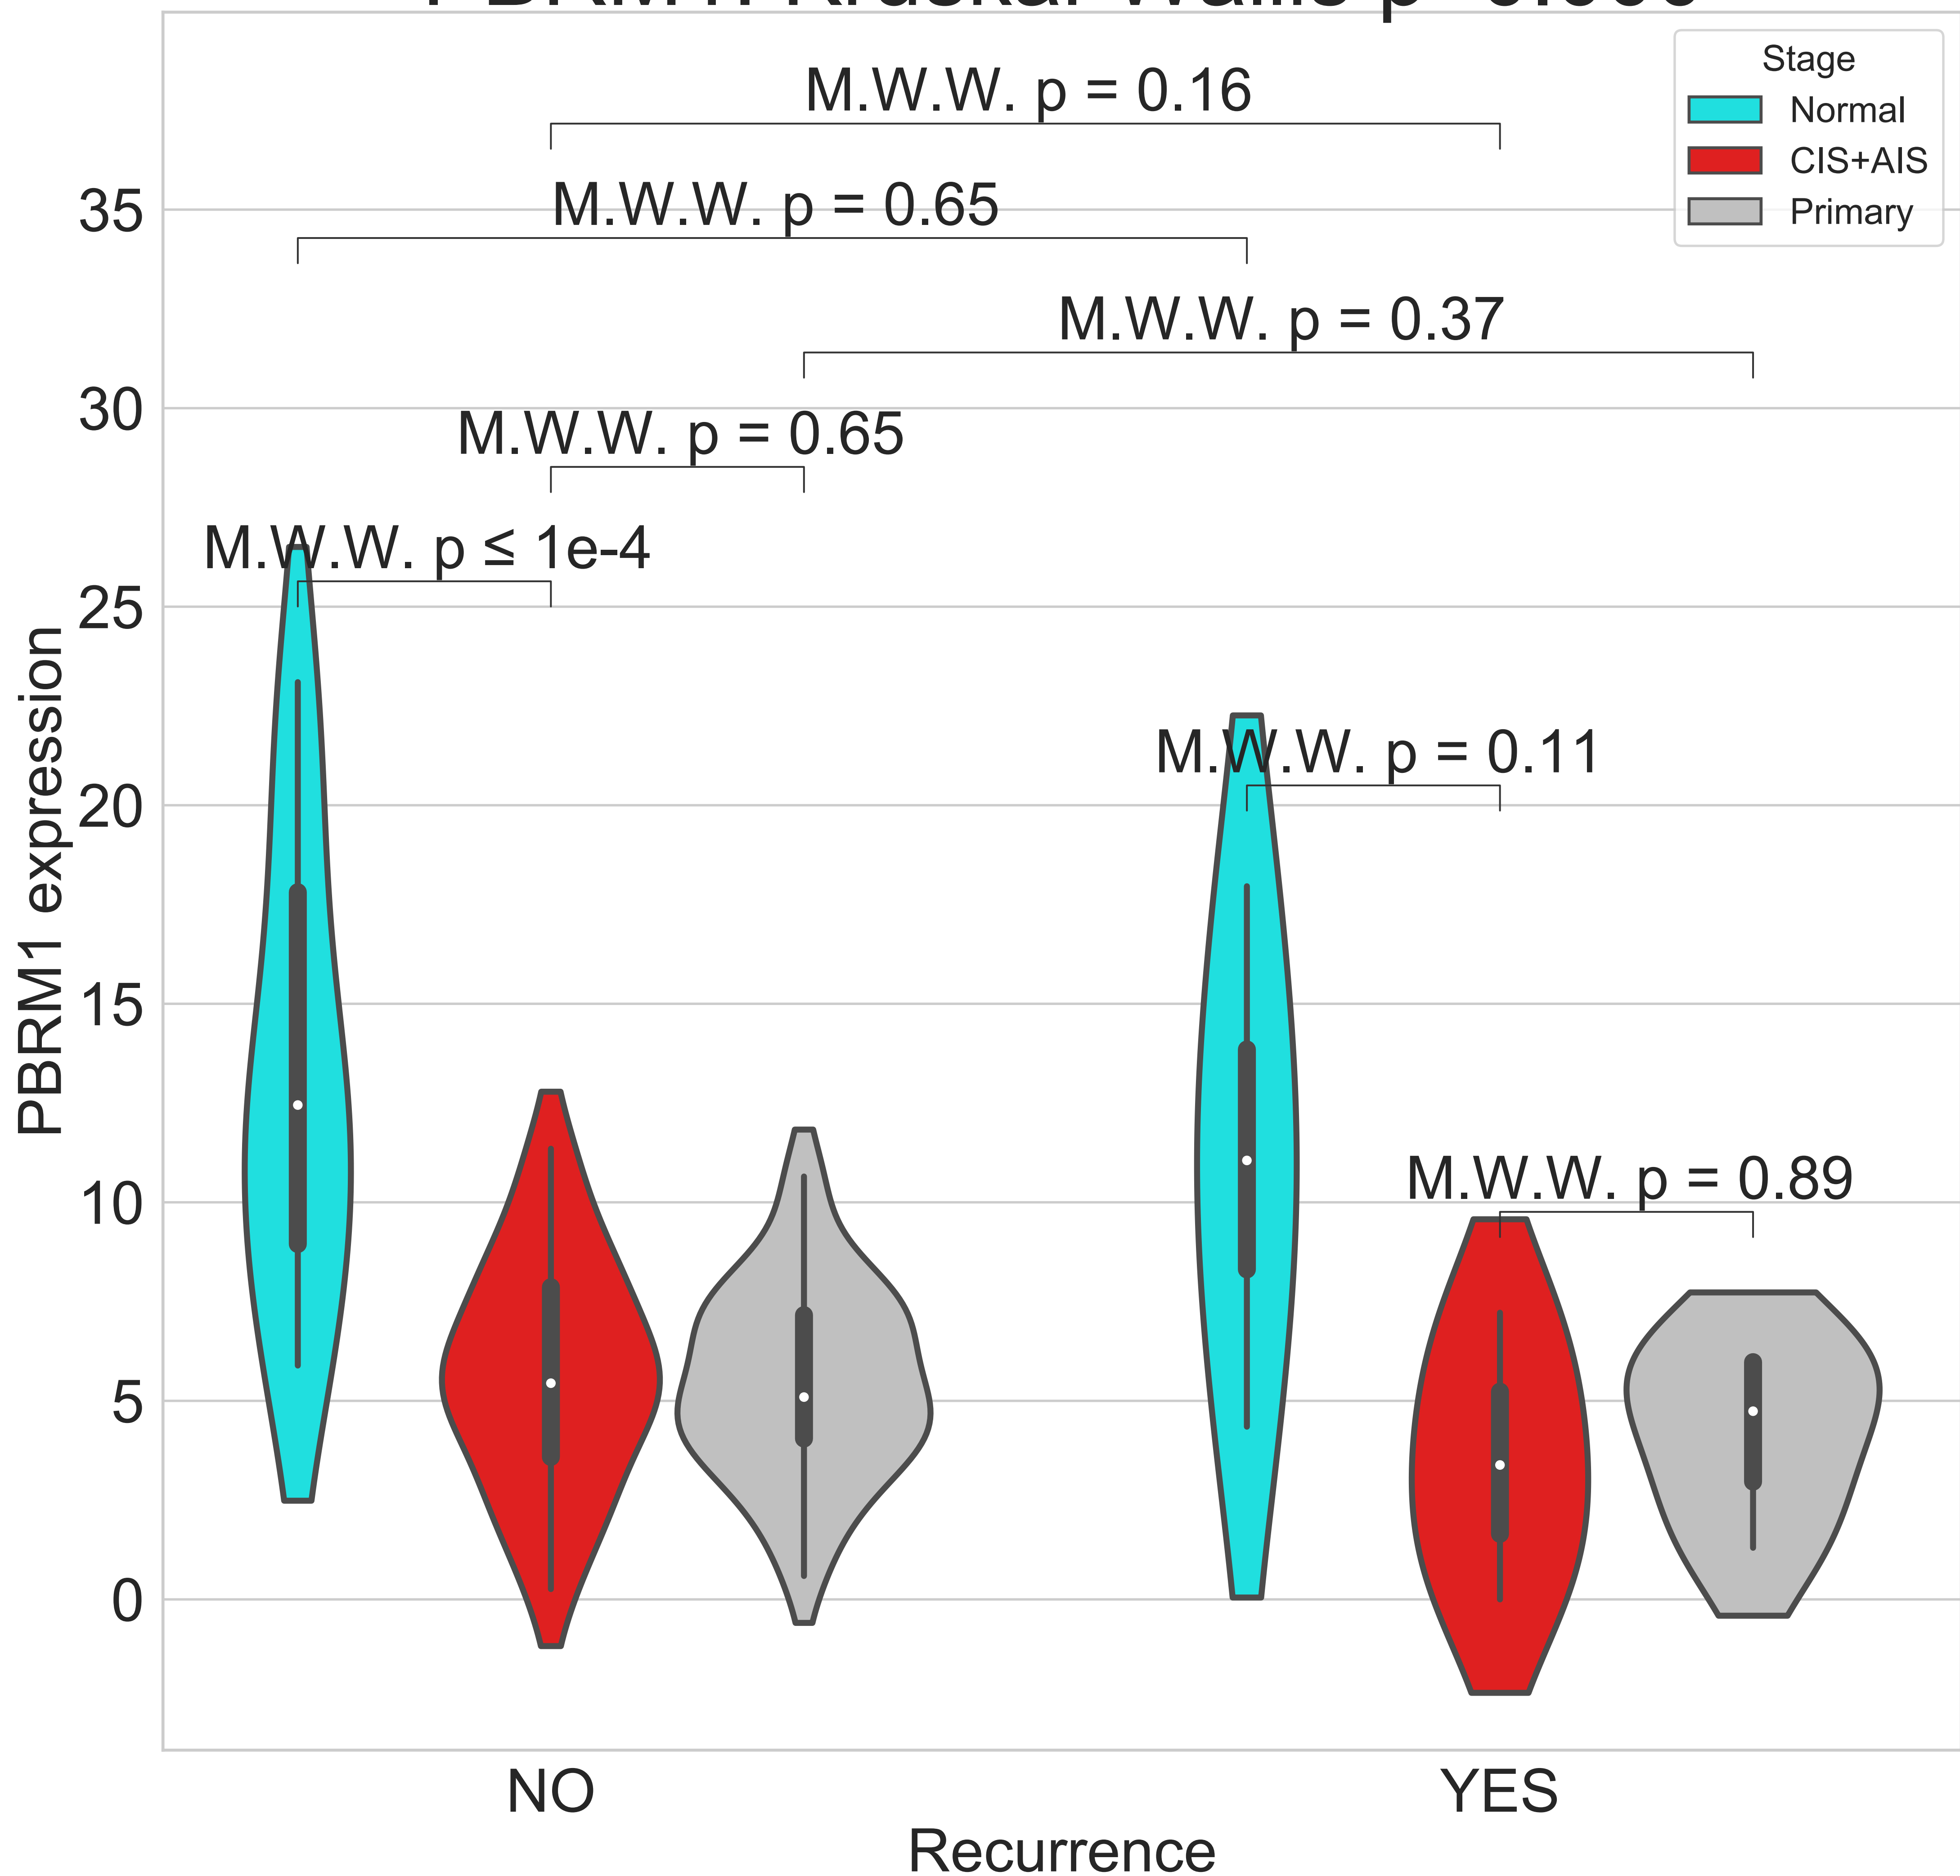 M.W.W. p = 0.16
M.W.W. p = 0.65
M.W.W. p = 0.37
M.W.W. p = 0.65
M.W.W. p ≤ 1e-4
M.W.W. p = 0.11
M.W.W. p = 0.89
Stage
Normal
CIS+AIS
Primary
PBRM1 expression
35
30
25
20
15
10
5
0
NO
YES
Recurrence